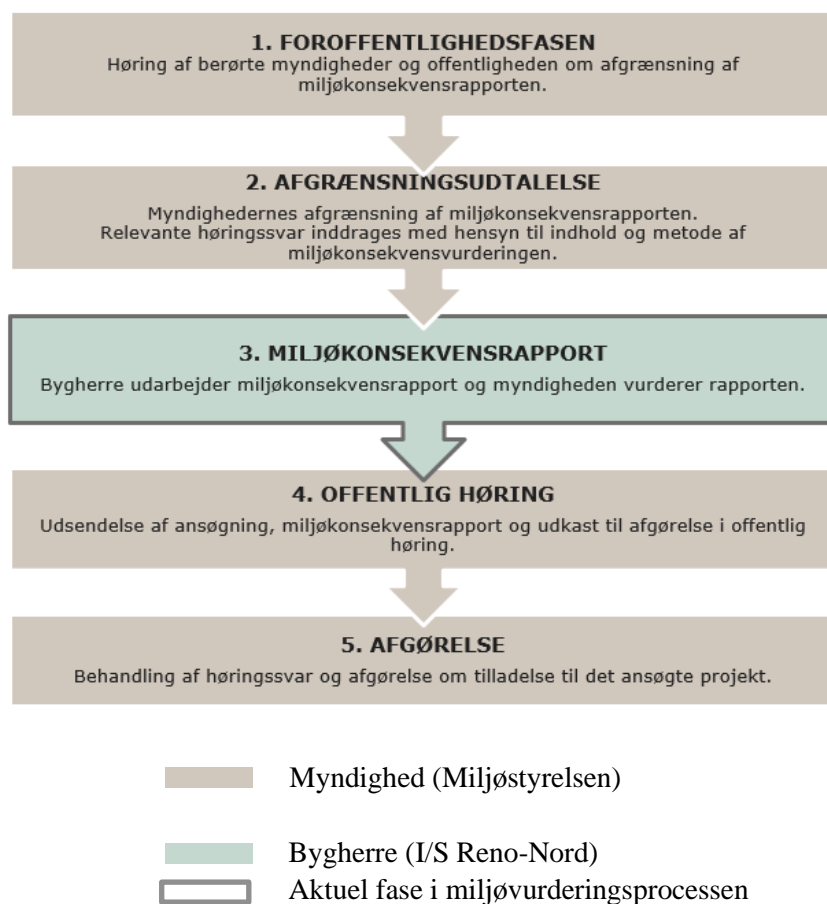 1. FOROFFENTLIGHEDSFASEN
Høring af berørte myndigheder og offentligheden om afgrænsning af
miljøkonsekvensrapporten.
2. AFGRÆNSNINGSUDTALELSE
Myndighedernes afgrænsning af miljøkonsekvensrapporten.
Relevante høringssvar inddrages med hensyn til indhold og metode af
miljøkonsekvensvurderingen.
3. MILJØKONSEKVENSRAPPORT
Bygherre udarbejder miljøkonsekvensrapport og myndigheden vurderer rapporten.
4. OFFENTLIG HØRING
Udsendelse af ansøgning, miljøkonsekvensrapport og udkast til afgørelse i offentlig
høring.
5. AFGØRELSE
Behandling af høringssvar og afgørelse om tilladelse til det ansøgte projekt.
Myndighed (Miljøstyrelsen)
Bygherre (I/S Reno-Nord)
Aktuel fase i miljøvurderingsprocessen